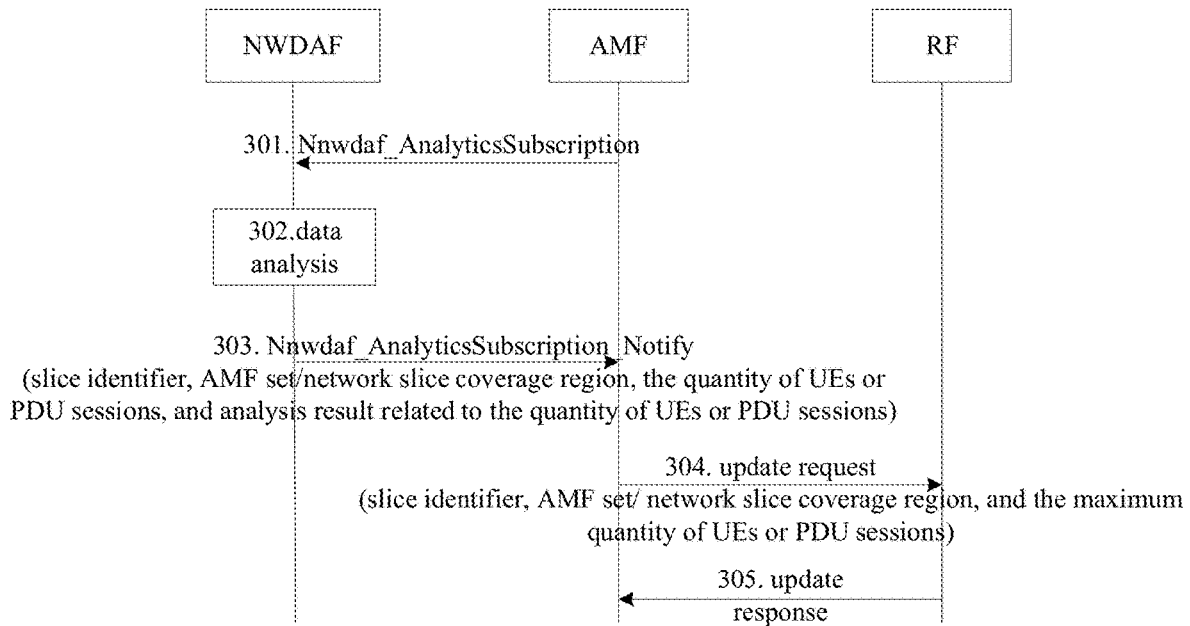 NWDAF
AMF
RF
301. Nnwdaf_AnalyticsSubscription
302.data
analysis
303. Nnwdaf_AnalyticsSubscription_Notify
(slice identifier, AMF set/network slice coverage region, the quantity of UEs or
PDU sessions, and analysis result related to the quantity of UEs or PDU sessions)
304. update request
(slice identifier, AMF set/ network slice coverage region, and the maximum
quantity of UEs or PDU sessions)
305. update
response